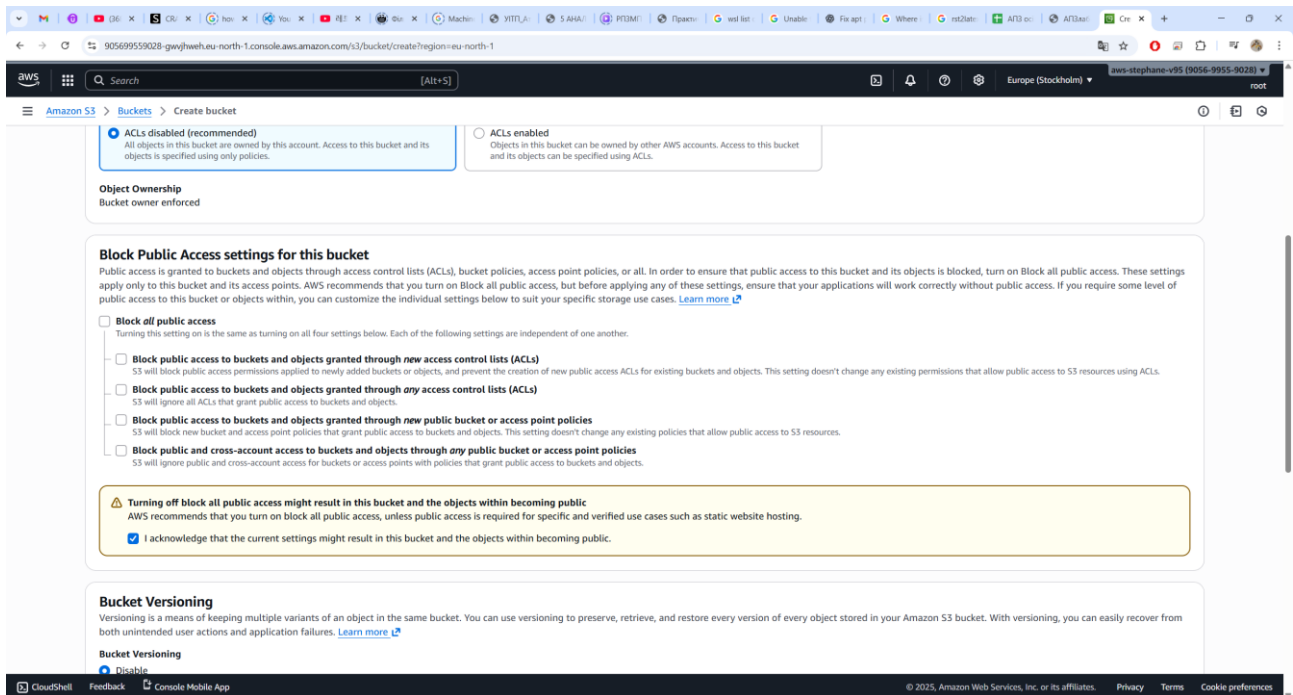 905699559028-gwvjhweh.eu-north-1.console.aws.amazon.com/s3/bucket/create?region=eu-north-1
aws
Search
[Alt+S]
Europe (Stockholm)
aws-stephane-v95 (9056-9955-9028)
root
Amazon S3 > Buckets > Create bucket
ACLs disabled (recommended)
All objects in this bucket are owned by this account. Access to this bucket and its
objects is specified using only policies.
ACLs enabled
Objects in this bucket can be owned by other AWS accounts. Access to this bucket
and its objects can be specified using ACLs.
Object Ownership
Bucket owner enforced
Block Public Access settings for this bucket
Public access is granted to buckets and objects through access control lists (ACLs), bucket policies, access point policies, or all. In order to ensure that public access to this bucket and its objects is blocked, turn on Block all public access. These settings
apply only to this bucket and its access points. AWS recommends that you turn on Block all public access, but before applying any of these settings, ensure that your applications will work correctly without public access. If you require some level of
public access to this bucket or objects within, you can customize the individual settings below to suit your specific storage use cases. Learn more
Block all public access
Turning this setting on is the same as turning on all four settings below. Each of the following settings are independent of one another.
Block public access to buckets and objects granted through new access control lists (ACLs)
S3 will block public access permissions applied to newly added buckets or objects, and prevent the creation of new public access ACLs for existing buckets and objects. This setting doesn't change any existing permissions that allow public access to S3 resources using ACLs.
Block public access to buckets and objects granted through any access control lists (ACLs)
S3 will ignore all ACLs that grant public access to buckets and objects.
Block public access to buckets and objects granted through new public bucket or access point policies
S3 will block new bucket and access point policies that grant public access to buckets and objects. This setting doesn't change any existing policies that allow public access to S3 resources.
Block public and cross-account access to buckets and objects through any public bucket or access point policies
S3 will ignore public and cross-account access for buckets or access points with policies that grant public access to buckets and objects.
Turning off block all public access might result in this bucket and the objects within becoming public
AWS recommends that you turn on block all public access, unless public access is required for specific and verified use cases such as static website hosting.
I acknowledge that the current settings might result in this bucket and the objects within becoming public.
Bucket Versioning
Versioning is a means of keeping multiple variants of an object in the same bucket. You can use versioning to preserve, retrieve, and restore every version of every object stored in your Amazon S3 bucket. With versioning, you can easily recover from
both unintended user actions and application failures. Learn more
Bucket Versioning
Disable
CloudShell Feedback Console Mobile App
© 2025, Amazon Web Services, Inc. or its affiliates. Privacy Terms Cookie preferences